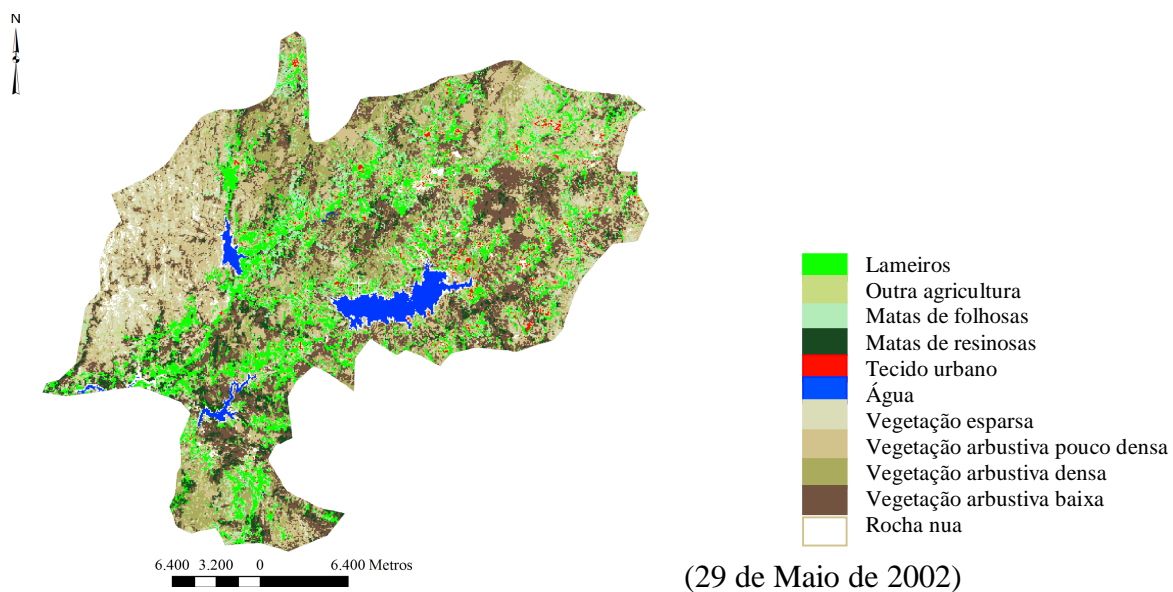 N
Lameiros
Outra agricultura
Matas de folhosas
Matas de resinosas
Tecido urbano
Água
Vegetação esparsa
Vegetação arbustiva pouco densa
Vegetação arbustiva densa
Vegetação arbustiva baixa
Rocha nua
6.400 3.200 0 6.400 Metros
(29 de Maio de 2002)